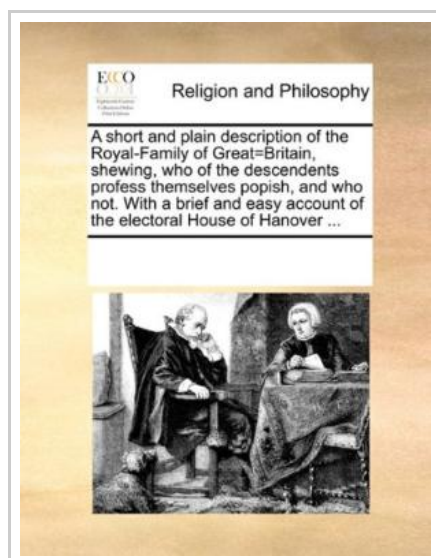 ECCO
Religion and Philosophy
A short and plain description of the
Royal-Family of Great=Britain,
shewing, who of the descendents
profess themselves popish, and who
not. With a brief and easy account of
the electoral House of Hanover ...